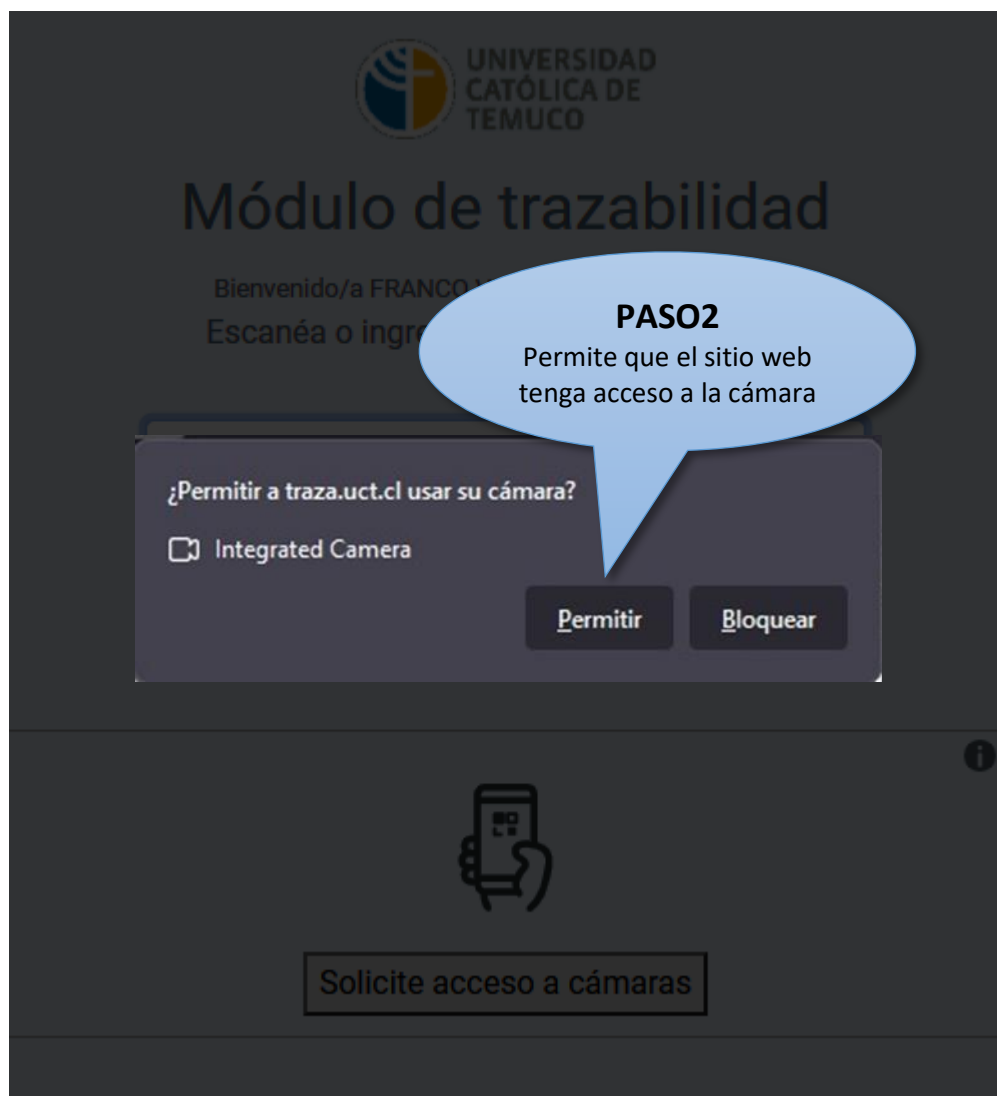 UNIVERSIDAD
CATÓLICA DE
TEMUCO
Módulo de trazabilidad
Bienvenido/a FRANCO
Escanéa o
PASO2
Permite que el sitio web
tenga acceso a la cámara
¿Permitir a traza.uct.cl usar su cámara?
Integrated Camera
Permitir
Bloquear
Solicite acceso a cámaras